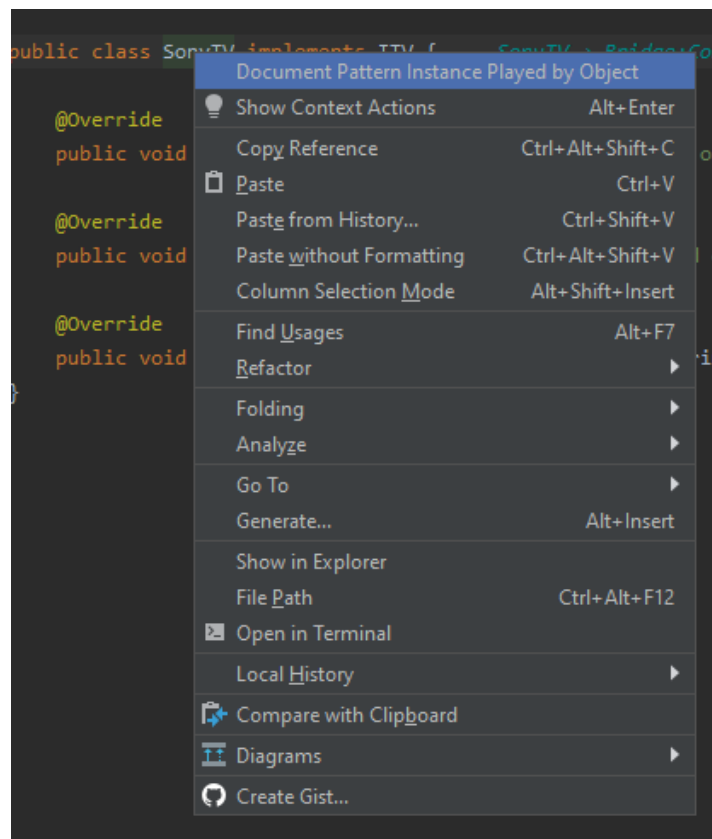 public class SonyTV implements ITV {
Document Pattern Instance Played by Object
Show Context Actions Alt+Enter
@Override
public void
Copy Reference Ctrl+Alt+Shift+C
Paste Ctrl+V
Paste from History... Ctrl+Shift+V
@Override
public void
Paste without Formatting Ctrl+Alt+Shift+V
Column Selection Mode Alt+Shift+Insert
@Override
Find Usages Alt+F7
public void
Refactor
}
Folding
Analyze
Go To
Generate... Alt+Insert
Show in Explorer
File Path Ctrl+Alt+F12
Open in Terminal
Local History
Compare with Clipboard
Diagrams
Create Gist...